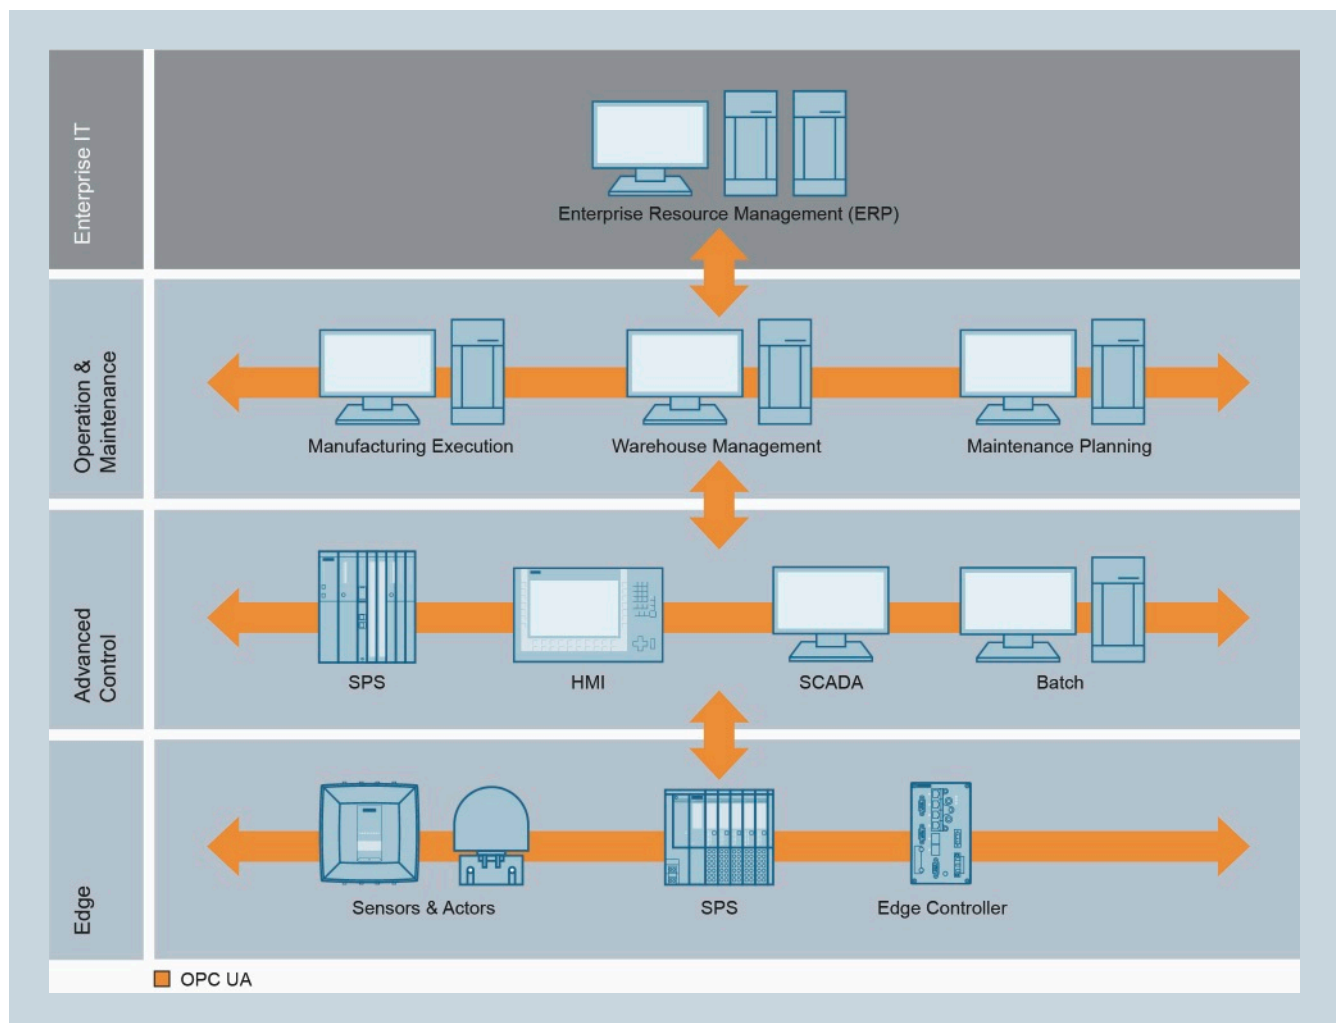 Enterprise IT
Enterprise Resource Management (ERP)
Operation &
Maintenance
Manufacturing Execution
Warehouse Management
Maintenance Planning
Advanced
Control
SPS
HMI
SCADA
Batch
Edge
Sensors & Actors
SPS
Edge Controller
OPC UA